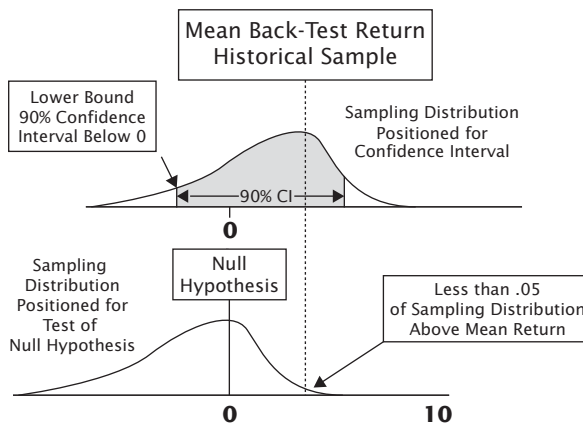 Mean Back-Test Return
Historical Sample
Lower Bound
90% Confidence
Interval Below 0
Sampling Distribution
Positioned for
Confidence Interval
90% CI
0
Sampling
Distribution
Positioned for
Test of
Null Hypothesis
Null
Hypothesis
Less than .05
of Sampling Distribution
Above Mean Return
0
10